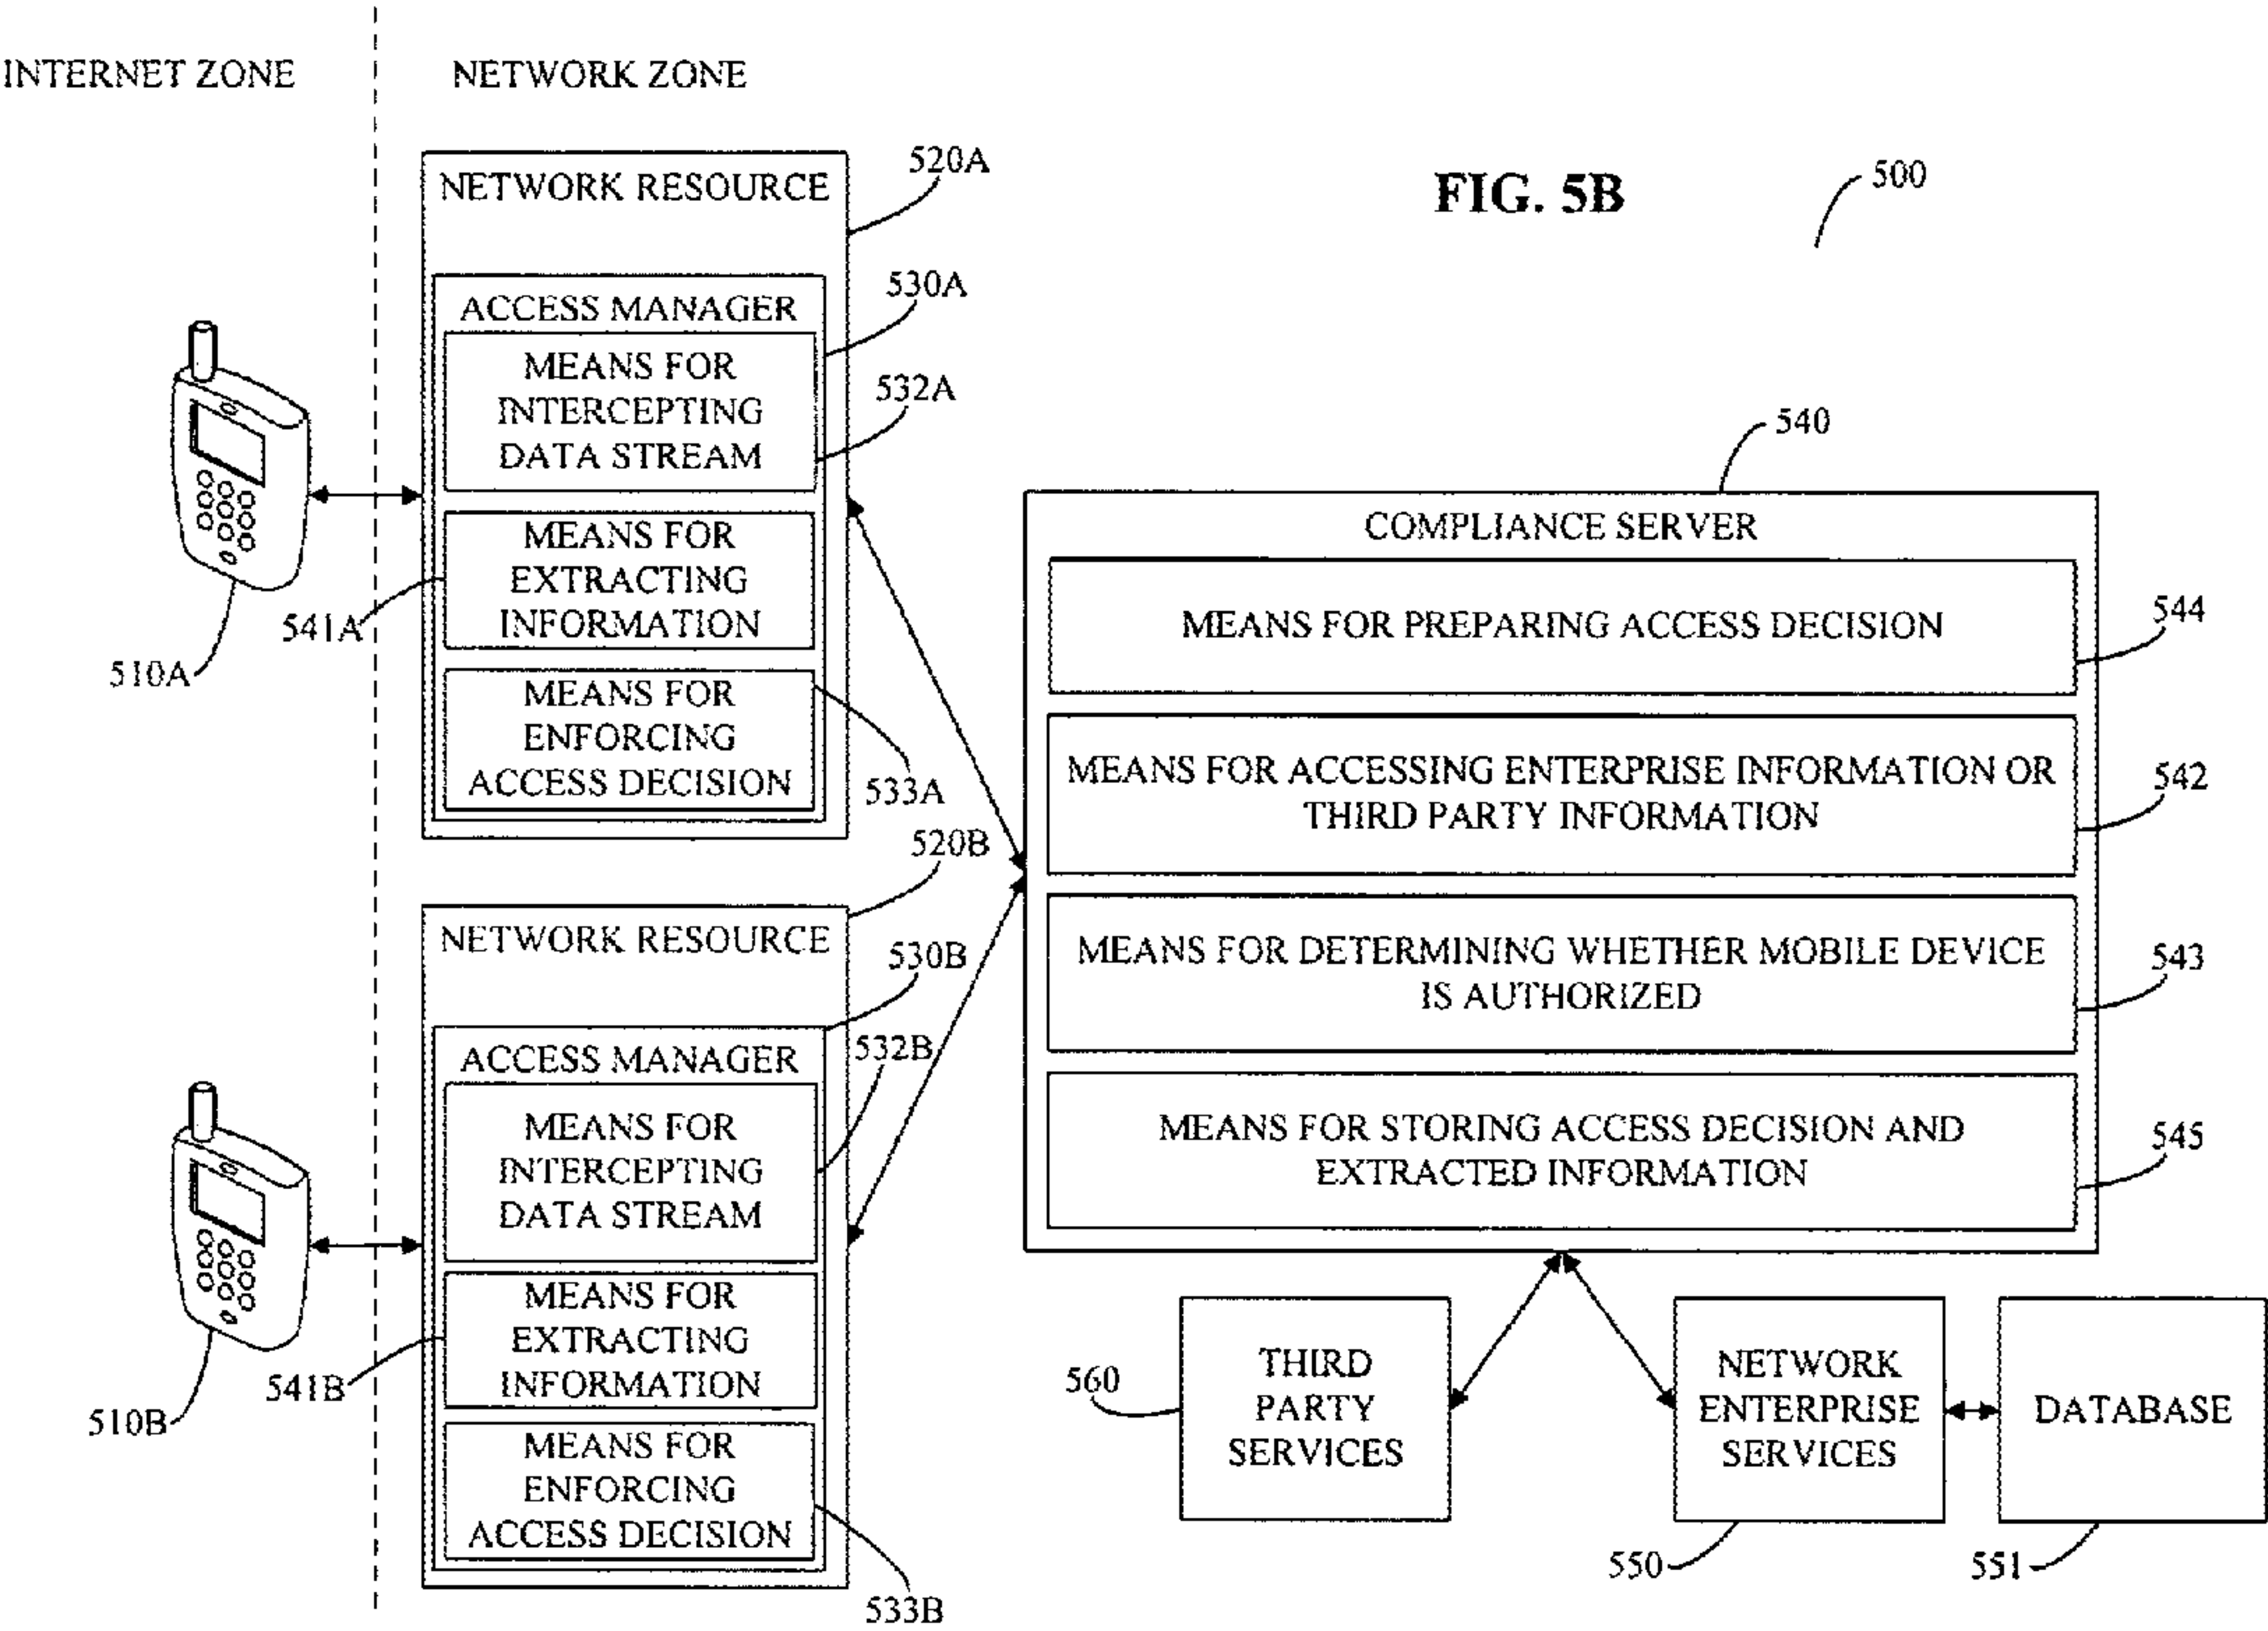 INTERNET ZONE
NETWORK ZONE
FIG. 5B
500
520A
NETWORK RESOURCE
530A
ACCESS MANAGER
532A
MEANS FOR
INTERCEPTING
DATA STREAM
MEANS FOR
EXTRACTING
INFORMATION
541A
510A
MEANS FOR
ENFORCING
ACCESS DECISION
533A
520B
NETWORK RESOURCE
530B
ACCESS MANAGER
532B
MEANS FOR
INTERCEPTING
DATA STREAM
MEANS FOR
EXTRACTING
INFORMATION
541B
510B
MEANS FOR
ENFORCING
ACCESS DECISION
533B
540
COMPLIANCE SERVER
MEANS FOR PREPARING ACCESS DECISION
544
MEANS FOR ACCESSING ENTERPRISE INFORMATION OR
THIRD PARTY INFORMATION
542
MEANS FOR DETERMINING WHETHER MOBILE DEVICE
IS AUTHORIZED
543
MEANS FOR STORING ACCESS DECISION AND
EXTRACTED INFORMATION
545
560
THIRD
PARTY
SERVICES
NETWORK
ENTERPRISE
SERVICES
550
DATABASE
551